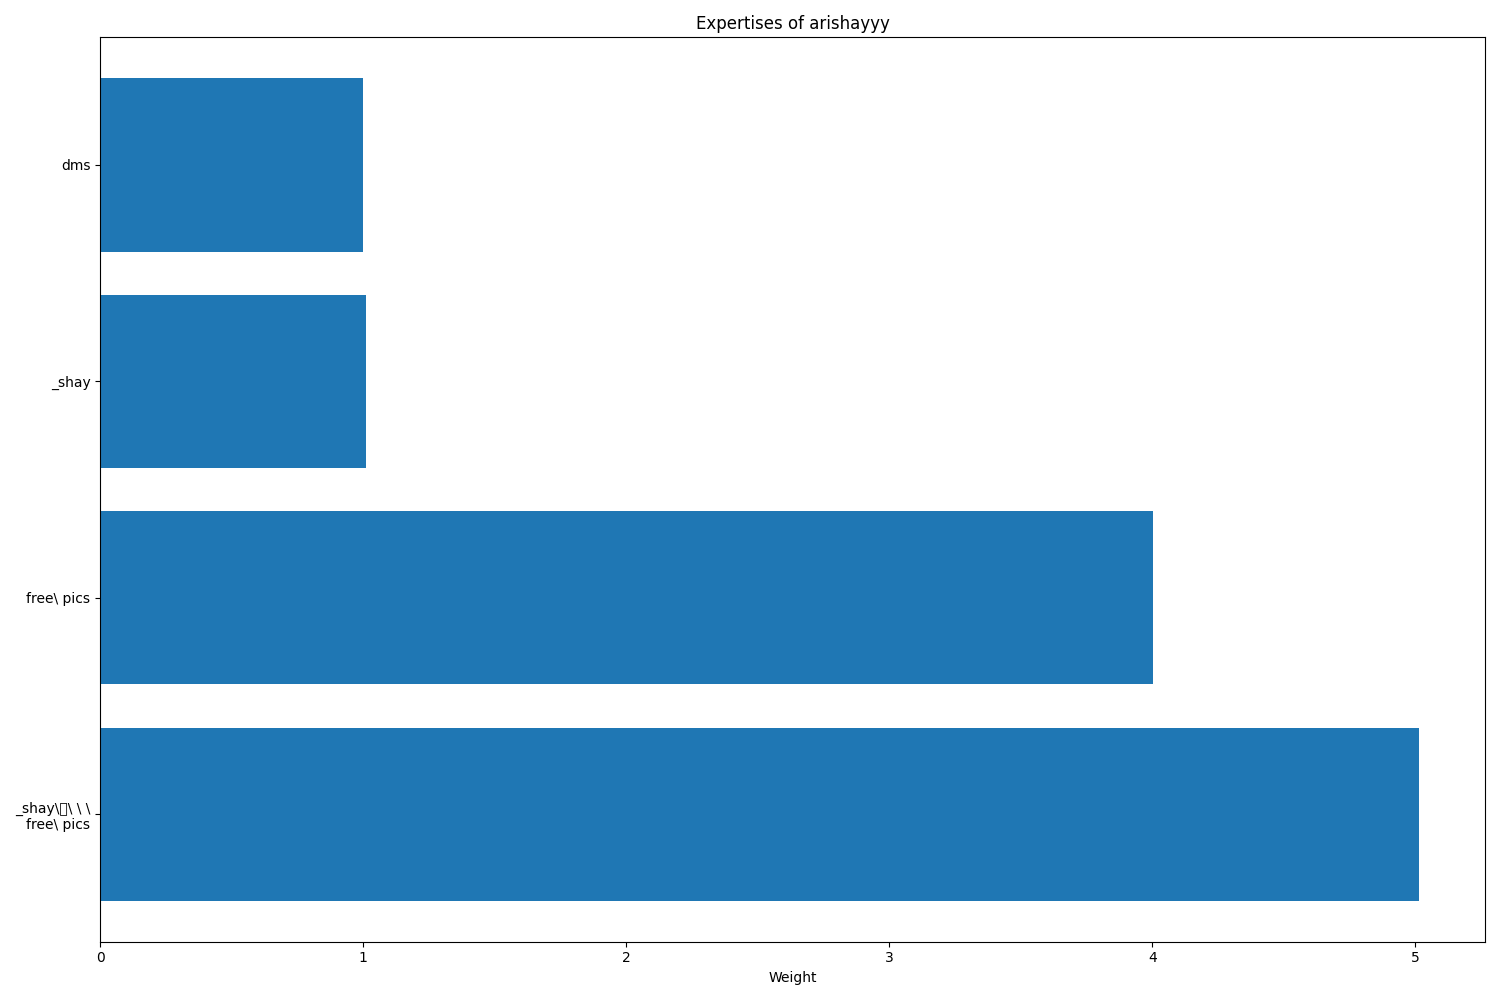 Expertises of arishayyy
dms
_shay
free\ pics
_shay\▯\ \ \
free\ pics
0 1 2 3 4 5
Weight